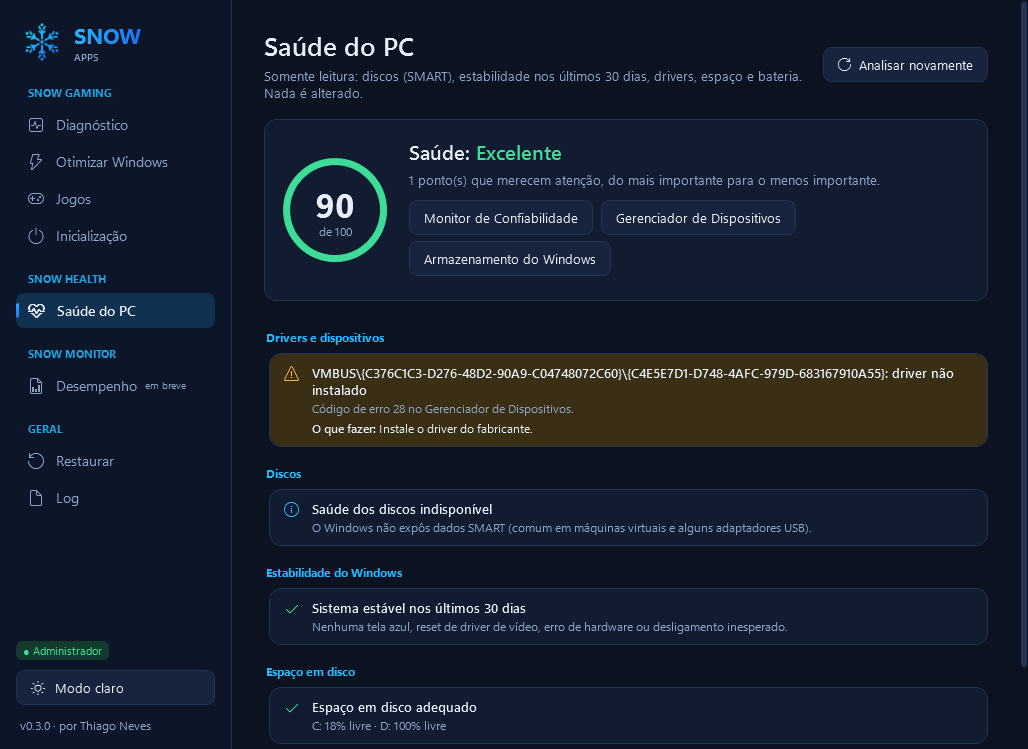 SNOW
APPS
SNOW GAMING
Diagnóstico
Otimizar Windows
Jogos
Inicialização
SNOW HEALTH
Saúde do PC
SNOW MONITOR
Desempenho em breve
GERAL
Restaurar
Log
Administrador
Modo claro
v0.3.0 · por Thiago Neves
Saúde do PC
Somente leitura: discos (SMART), estabilidade nos últimos 30 dias, drivers, espaço e bateria.
Nada é alterado.
Analisar novamente
90
de 100
Saúde: Excelente
1 ponto(s) que merecem atenção, do mais importante para o menos importante.
Monitor de Confiabilidade
Gerenciador de Dispositivos
Armazenamento do Windows
Drivers e dispositivos
VMBUS\{C376C1C3-D276-48D2-90A9-C04748072C60}\{C4E5E7D1-D748-4AFC-979D-683167910A55}: driver não
instalado
Código de erro 28 no Gerenciador de Dispositivos.
O que fazer: Instale o driver do fabricante.
Discos
Saúde dos discos indisponível
O Windows não expôs dados SMART (comum em máquinas virtuais e alguns adaptadores USB).
Estabilidade do Windows
Sistema estável nos últimos 30 dias
Nenhuma tela azul, reset de driver de vídeo, erro de hardware ou desligamento inesperado.
Espaço em disco
Espaço em disco adequado
C: 18% livre · D: 100% livre